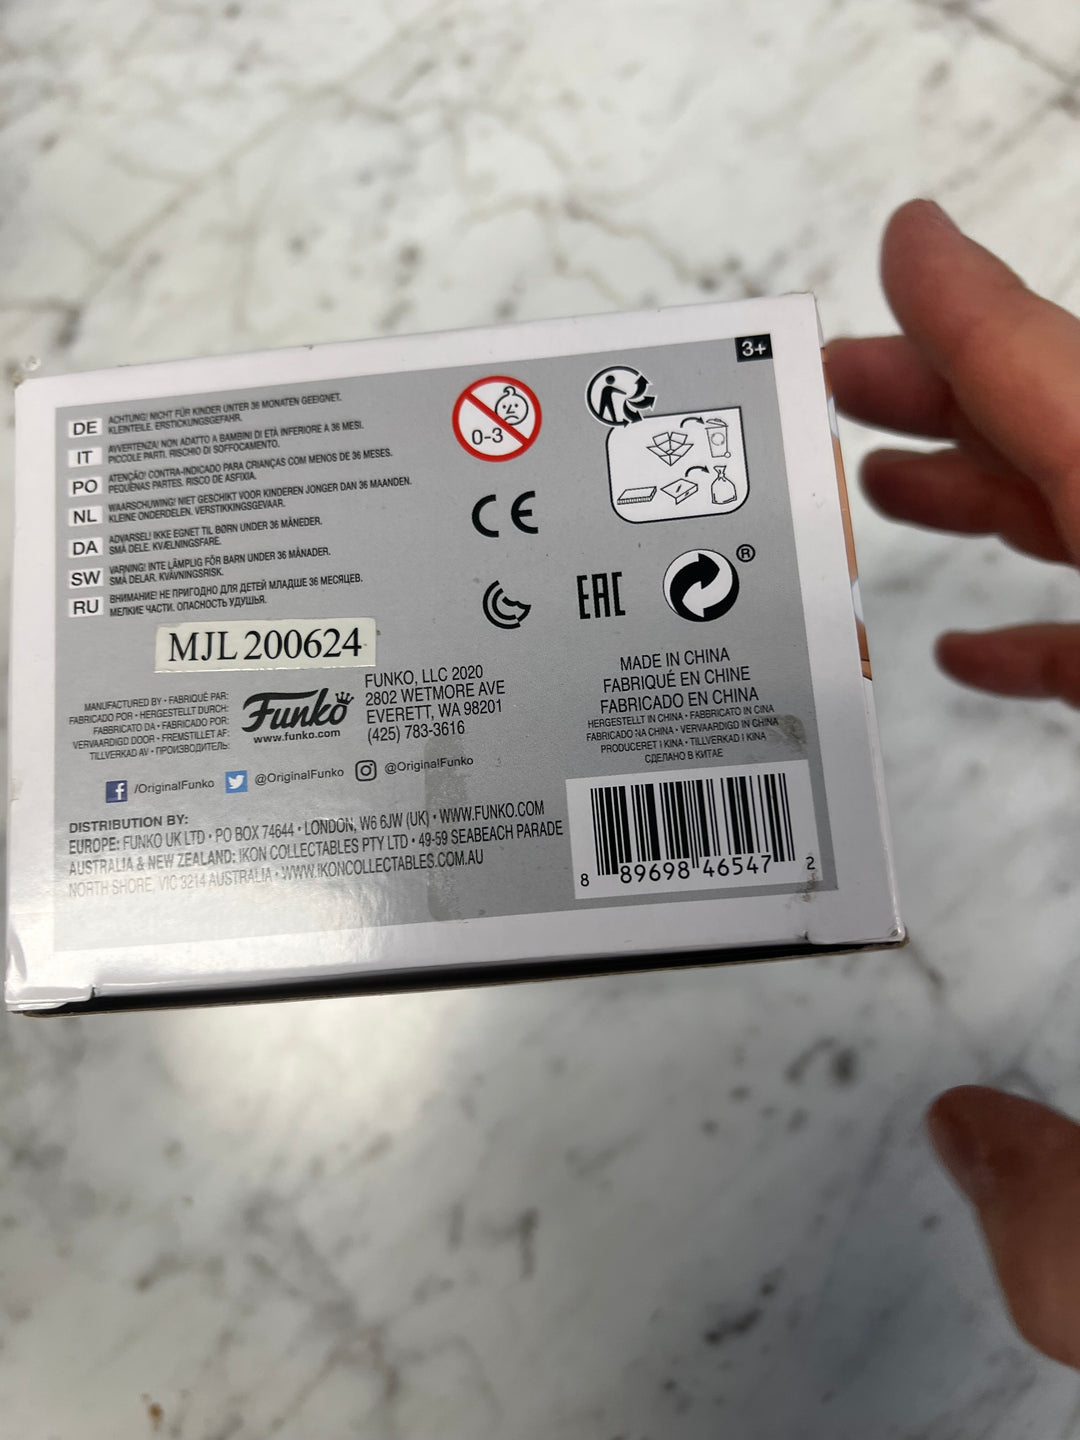 3+
DE ACHTUNG! NICHT FÜR KINDER UNTER 36 MONATEN GEEIGNET.
KLEINTEILE. ERSTICKUNGSGEFAHR.
IT AVVERTENZA! NON ADATTO A BAMBINI DI ETÀ INFERIORE A 36 MESI.
PICCOLE PARTI. RISCHIO DI SOFFOCAMENTO.
PO ATENÇÃO! CONTRA-INDICADO PARA CRIANÇAS COM MENOS DE 36 MESES.
PEQUENAS PARTES. RISCO DE ASFIXIA.
NL WAARSCHUWING! NIET GESCHIKT VOOR KINDEREN JONGER DAN 36 MAANDEN.
KLEINE ONDERDELEN. VERSTIKKINGSGEVAAR.
DA ADVARSEL! IKKE EGNET TIL BØRN UNDER 36 MÅNEDER.
SMÅ DELE. KVÆLNINGSFARE.
SW VARNING! INTE LÄMPLIG FÖR BARN UNDER 36 MÅNADER.
SMÅ DELAR. KVÄVNINGSRISK.
RU ВНИМАНИЕ! НЕ ПРИГОДНО ДЛЯ ДЕТЕЙ МЛАДШЕ 36 МЕСЯЦЕВ.
МЕЛКИЕ ЧАСТИ. ОПАСНОСТЬ УДУШЬЯ.
0-3
CE
EAC
®
MJL 200624
MANUFACTURED BY • FABRIQUÉ PAR:
FABRICADO POR • HERGESTELLT DURCH:
FABBRICATO DA • FABRICADO POR:
VERVAARDIGD DOOR • FREMSTILLET AF:
TILLVERKAD AV • ПРОИЗВОДИТЕЛЬ:
Funko
www.funko.com
FUNKO, LLC 2020
2802 WETMORE AVE
EVERETT, WA 98201
(425) 783-3616
MADE IN CHINA
FABRIQUÉ EN CHINE
FABRICADO EN CHINA
HERGESTELLT IN CHINA • FABBRICATO IN CINA
FABRICADO NA CHINA • VERVAARDIGD IN CHINA
PRODUCERET I KINA • TILLVERKAD I KINA
СДЕЛАНО В КИТАЕ
f /OriginalFunko @OriginalFunko @OriginalFunko
DISTRIBUTION BY:
EUROPE: FUNKO UK LTD • PO BOX 74644 • LONDON, W6 6JW (UK) • WWW.FUNKO.COM
AUSTRALIA & NEW ZEALAND: IKON COLLECTABLES PTY LTD • 49-59 SEABEACH PARADE
NORTH SHORE, VIC 3214 AUSTRALIA • WWW.IKONCOLLECTABLES.COM.AU
8 89698 46547 2